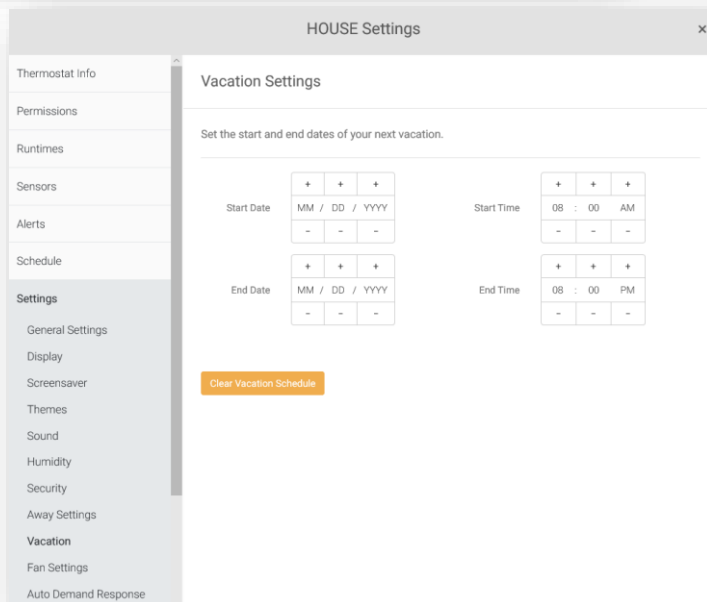 HOUSE Settings ×
Thermostat Info
Permissions
Runtimes
Sensors
Alerts
Schedule
Settings
General Settings
Display
Screensaver
Themes
Sound
Humidity
Security
Away Settings
Vacation
Fan Settings
Auto Demand Response
Vacation Settings
Set the start and end dates of your next vacation.
+ + +
Start Date MM / DD / YYYY
- - -
+ + +
Start Time 08 : 00 AM
- - -
+ + +
End Date MM / DD / YYYY
- - -
+ + +
End Time 08 : 00 PM
- - -
Clear Vacation Schedule